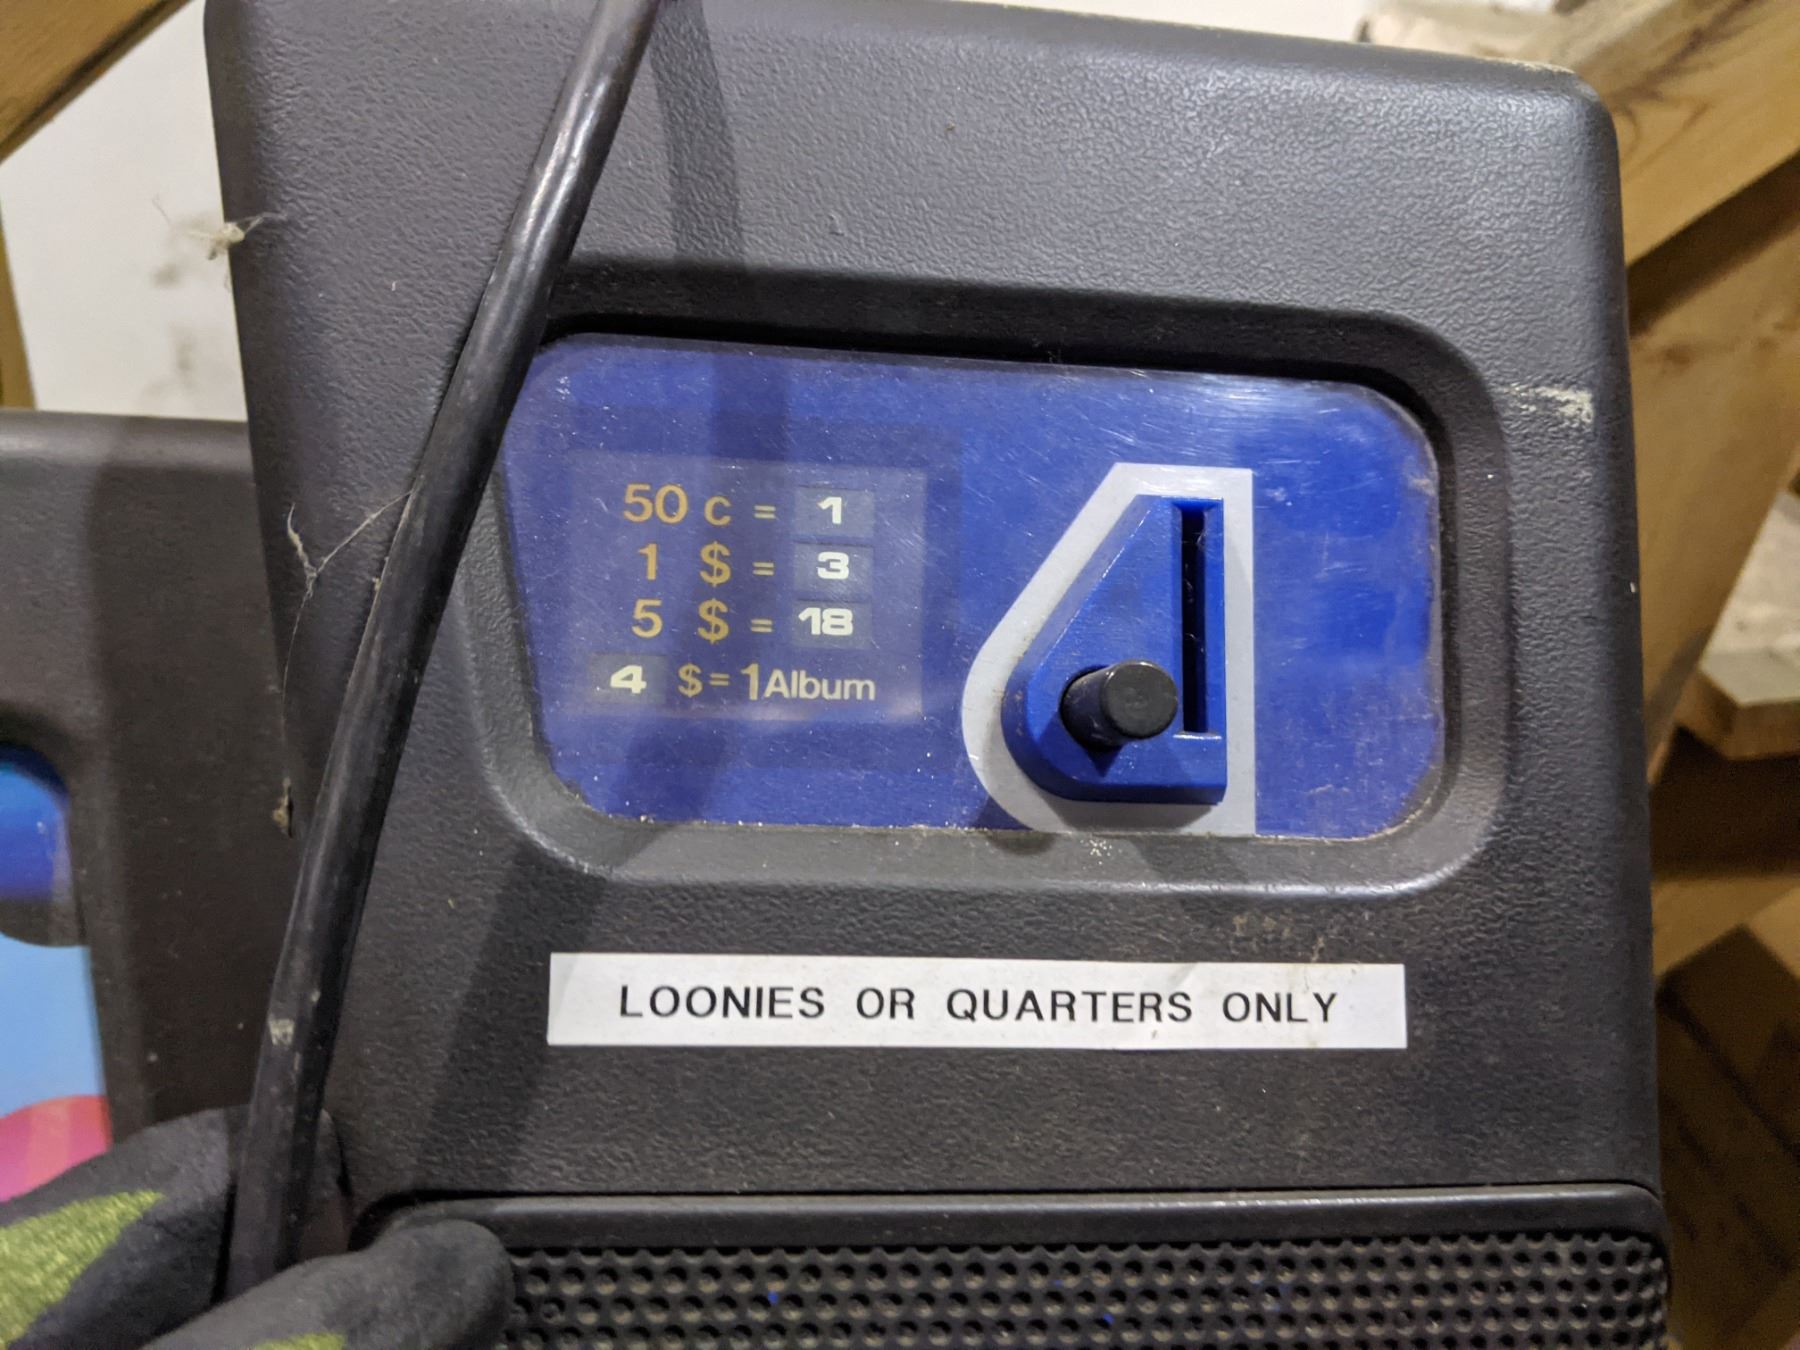 50 c = 1
1 $ = 3
5 $ = 18
4 $ = 1 Album
LOONIES OR QUARTERS ONLY